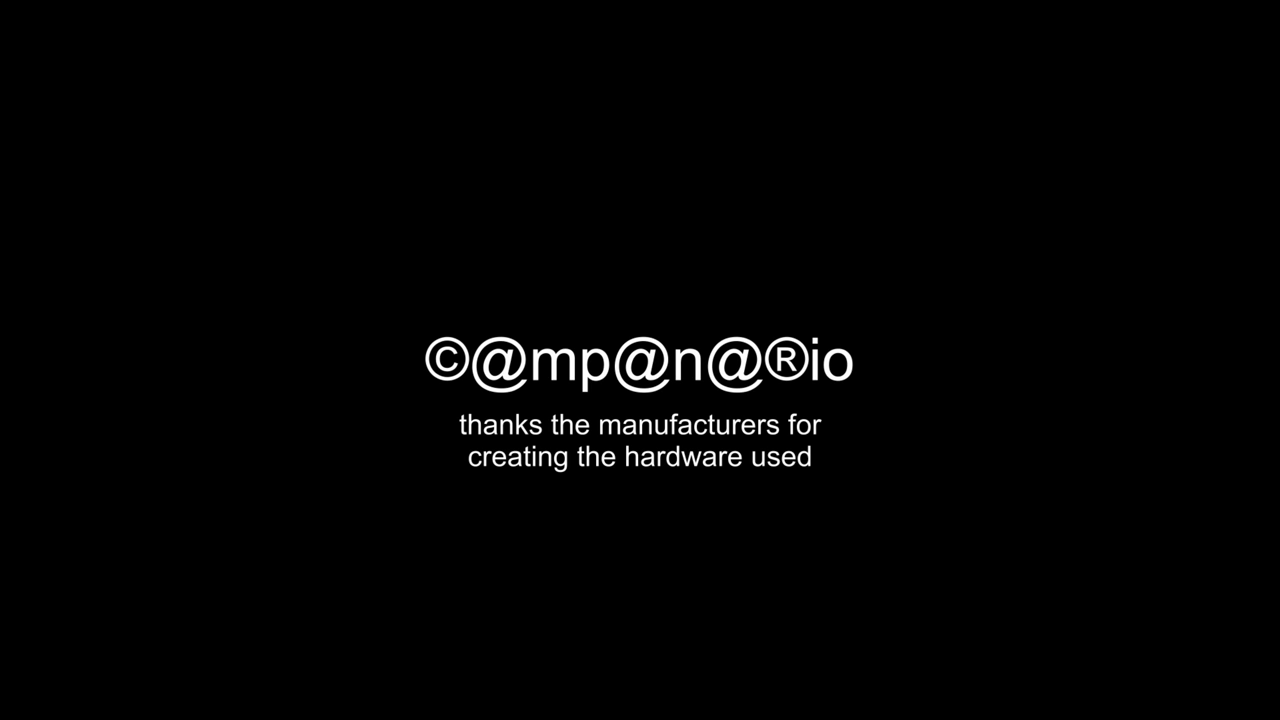 ©@mp@n@®io
thanks the manufacturers for
creating the hardware used